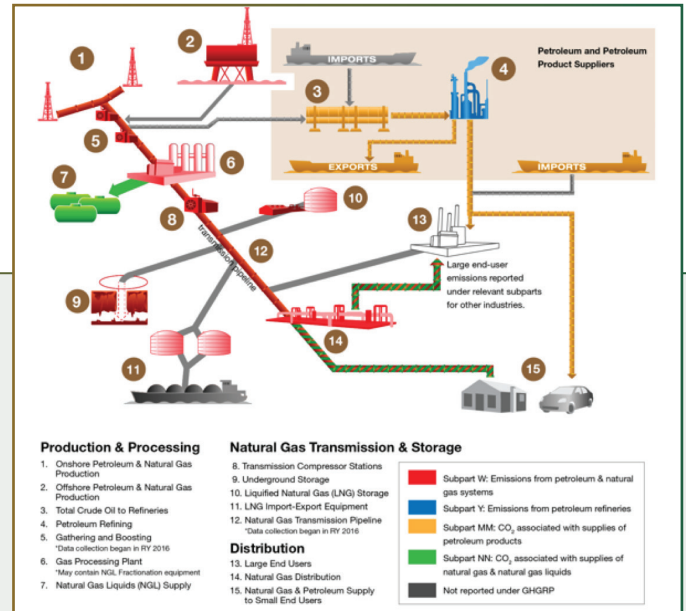 1
2
IMPORTS
Petroleum and Petroleum
Product Suppliers
4
3
5
6
EXPORTS
IMPORTS
7
8
10
13
transmission pipeline
12
Large end-user
emissions reported
under relevant subparts
for other industries.
9
14
11
15
Production & Processing
1. Onshore Petroleum & Natural Gas
Production
2. Offshore Petroleum & Natural Gas
Production
3. Total Crude Oil to Refineries
4. Petroleum Refining
5. Gathering and Boosting
*Data collection began in RY 2016
6. Gas Processing Plant
*May contain NGL Fractionation equipment
7. Natural Gas Liquids (NGL) Supply
Natural Gas Transmission & Storage
8. Transmission Compressor Stations
9. Underground Storage
10. Liquified Natural Gas (LNG) Storage
11. LNG Import-Export Equipment
12. Natural Gas Transmission Pipeline
*Data collection began in RY 2016
Distribution
13. Large End Users
14. Natural Gas Distribution
15. Natural Gas & Petroleum Supply
to Small End Users
Subpart W: Emissions from petroleum & natural
gas systems
Subpart Y: Emissions from petroleum refineries
Subpart MM: CO₂ associated with supplies of
petroleum products
Subpart NN: CO₂ associated with supplies of
natural gas & natural gas liquids
Not reported under GHGRP